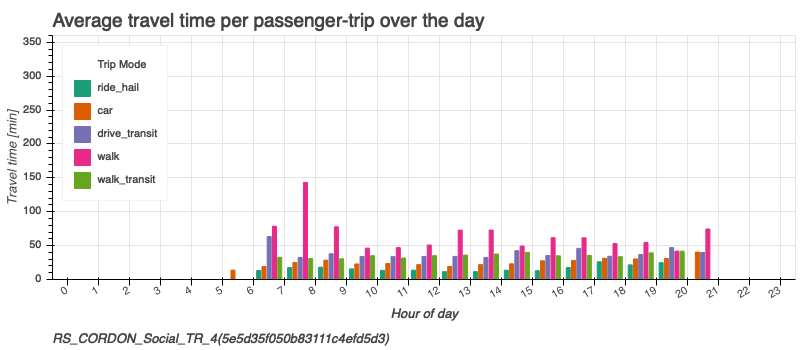 Average travel time per passenger-trip over the day
350
300
250
200
150
100
50
0
Travel time [min]
Trip Mode
ride_hail
car
drive_transit
walk
walk_transit
0 1 2 3 4 5 6 7 8 9 10 11 12 13 14 15 16 17 18 19 20 21 22 23
Hour of day
RS_CORDON_Social_TR_4(5e5d35f050b83111c4efd5d3)